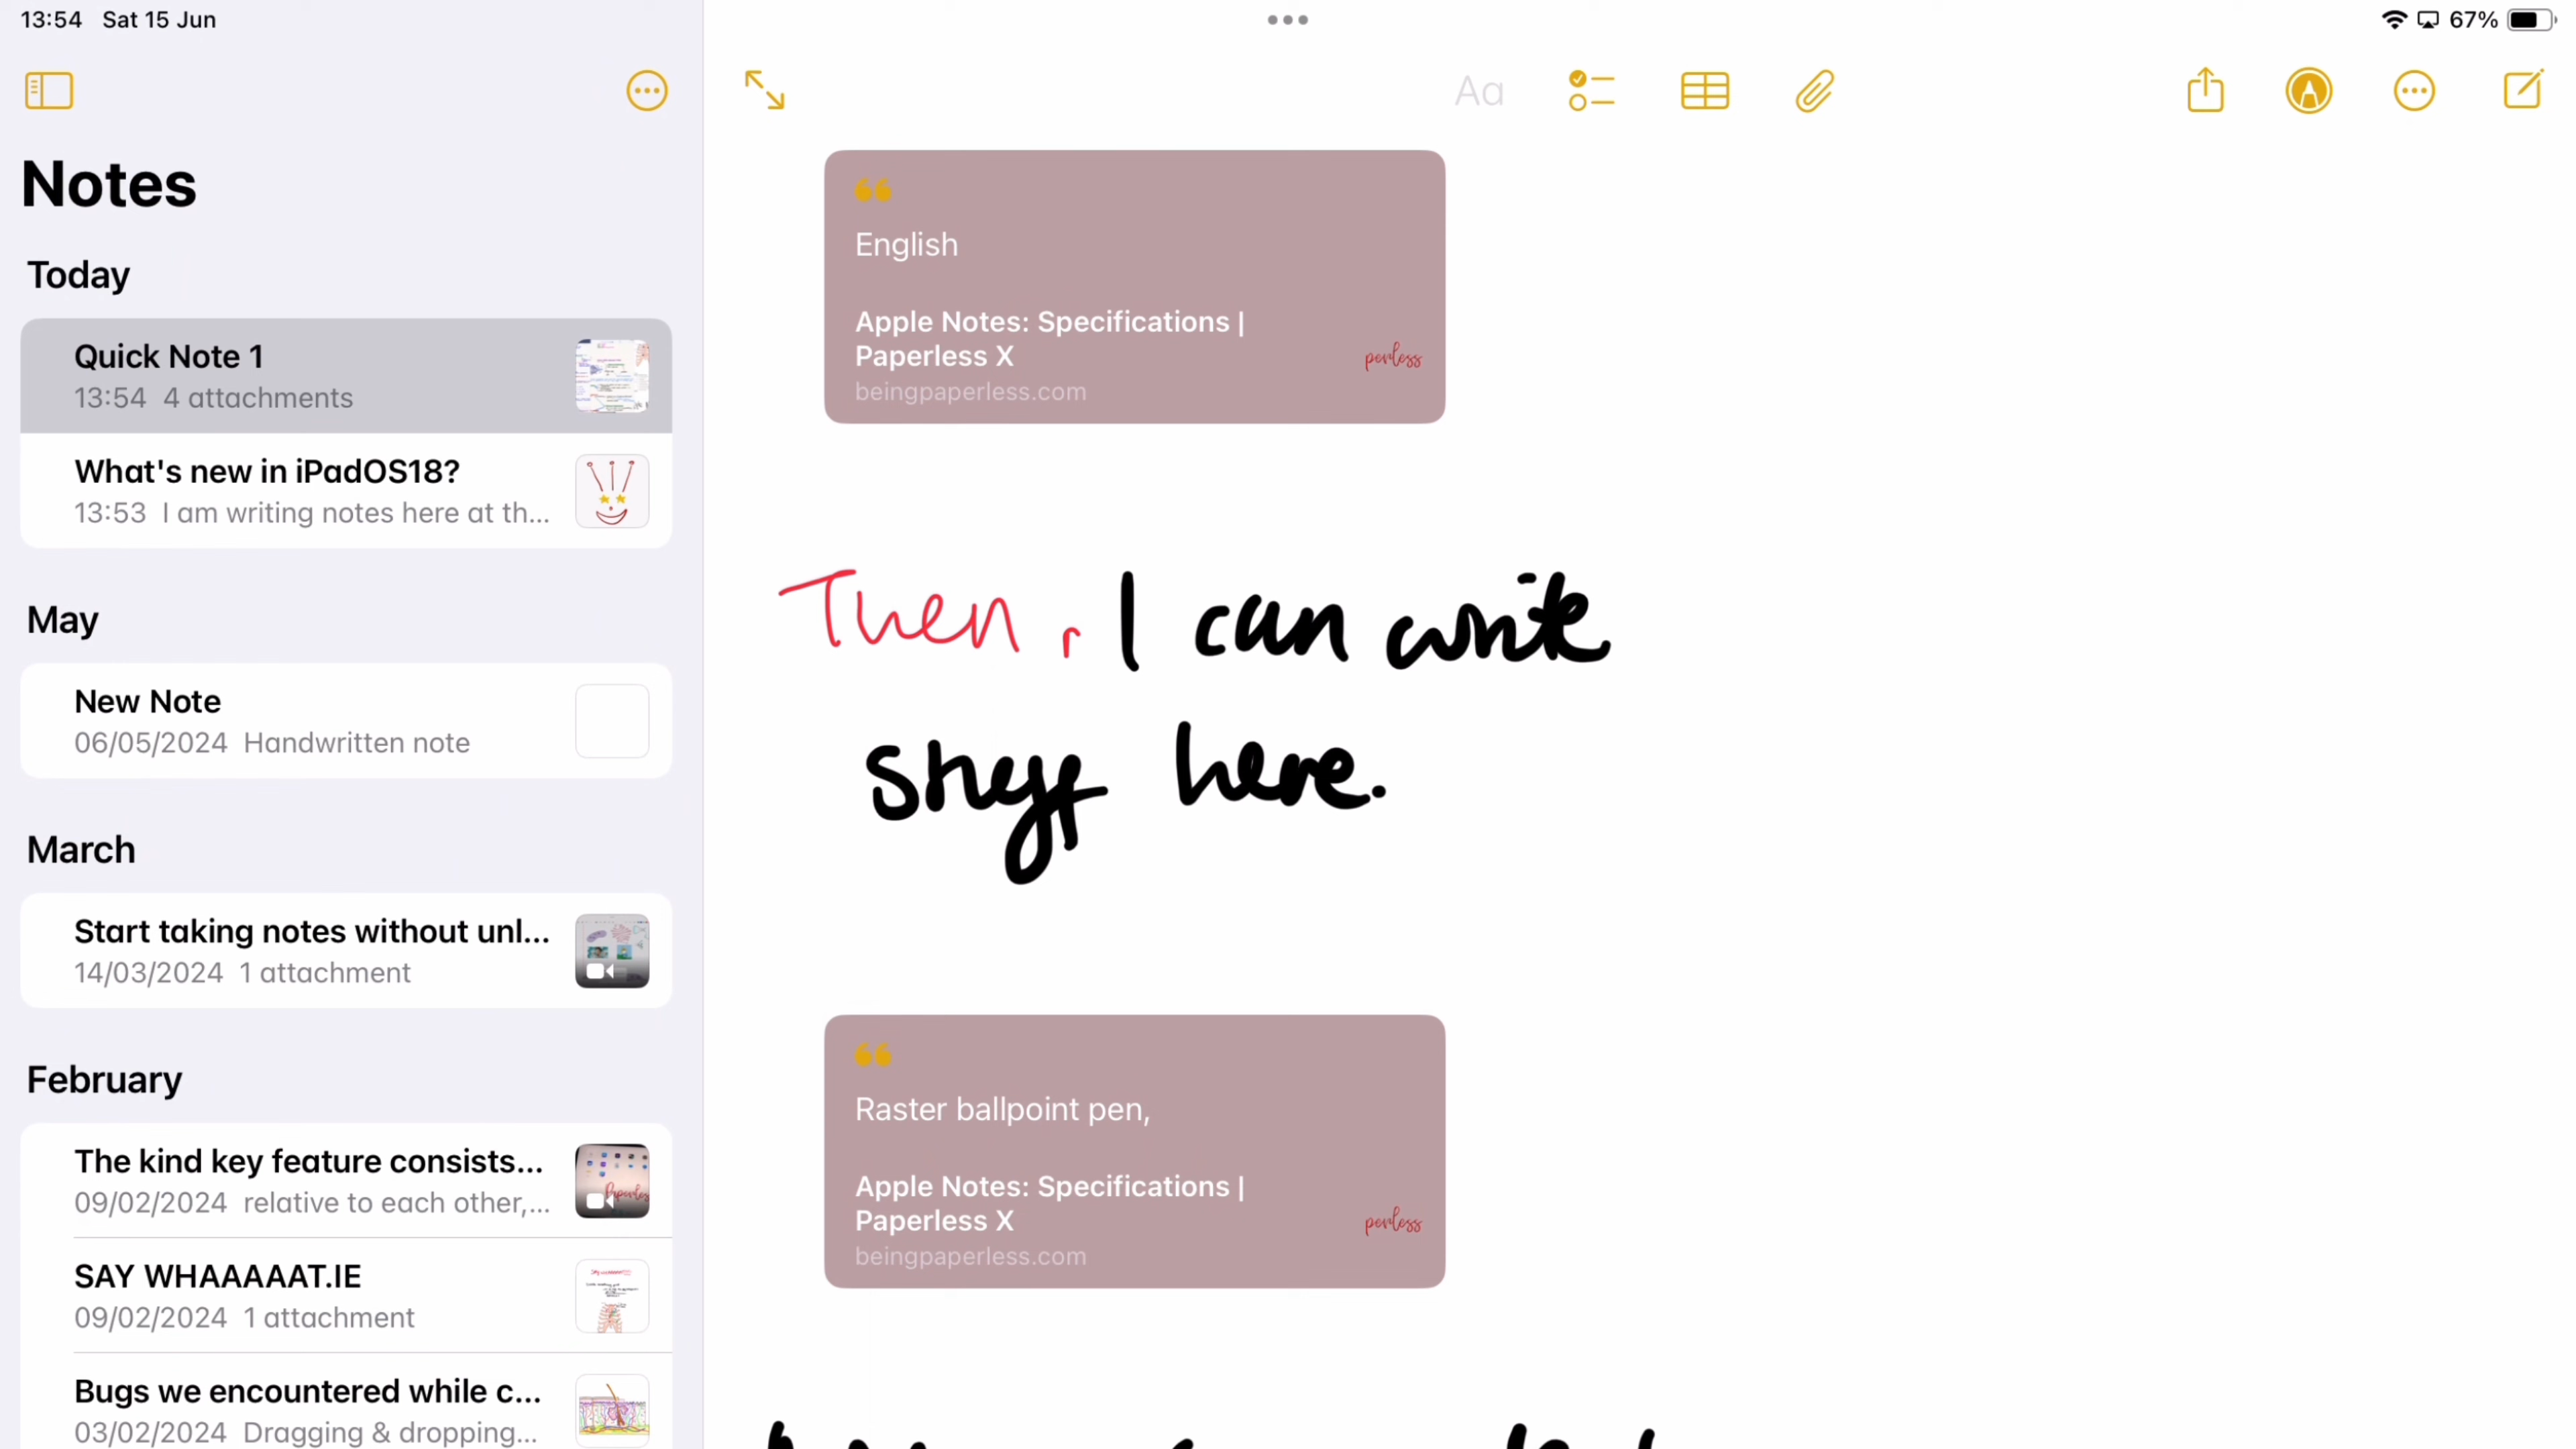 13:54 Sat 15 Jun
67%
Notes
Today
Quick Note 1
13:54 4 attachments
What's new in iPadOS18?
13:53 I am writing notes here at th...
May
New Note
06/05/2024 Handwritten note
March
Start taking notes without unl...
14/03/2024 1 attachment
February
The kind key feature consists...
09/02/2024 relative to each other,...
SAY WHAAAAAT.IE
09/02/2024 1 attachment
Bugs we encountered while c...
03/02/2024 Dragging & dropping...
Aa
English
Apple Notes: Specifications |
Paperless X
perless
beingpaperless.com
Then, I can write
stuff here.
Raster ballpoint pen,
Apple Notes: Specifications |
Paperless X
perless
beingpaperless.com